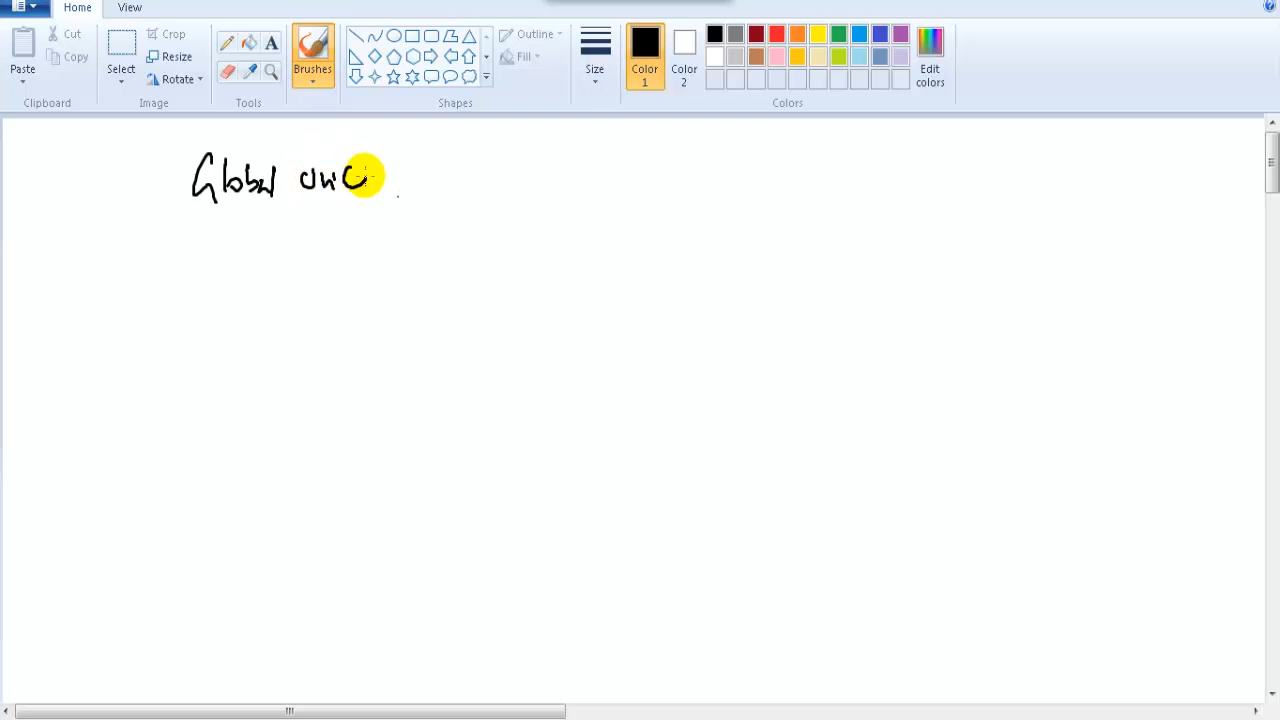 Home View
Paste Cut Copy Select Crop Resize Rotate Brushes Outline Fill Size Color 1 Color 2 Edit colors
Clipboard Image Tools Shapes Colors
Global